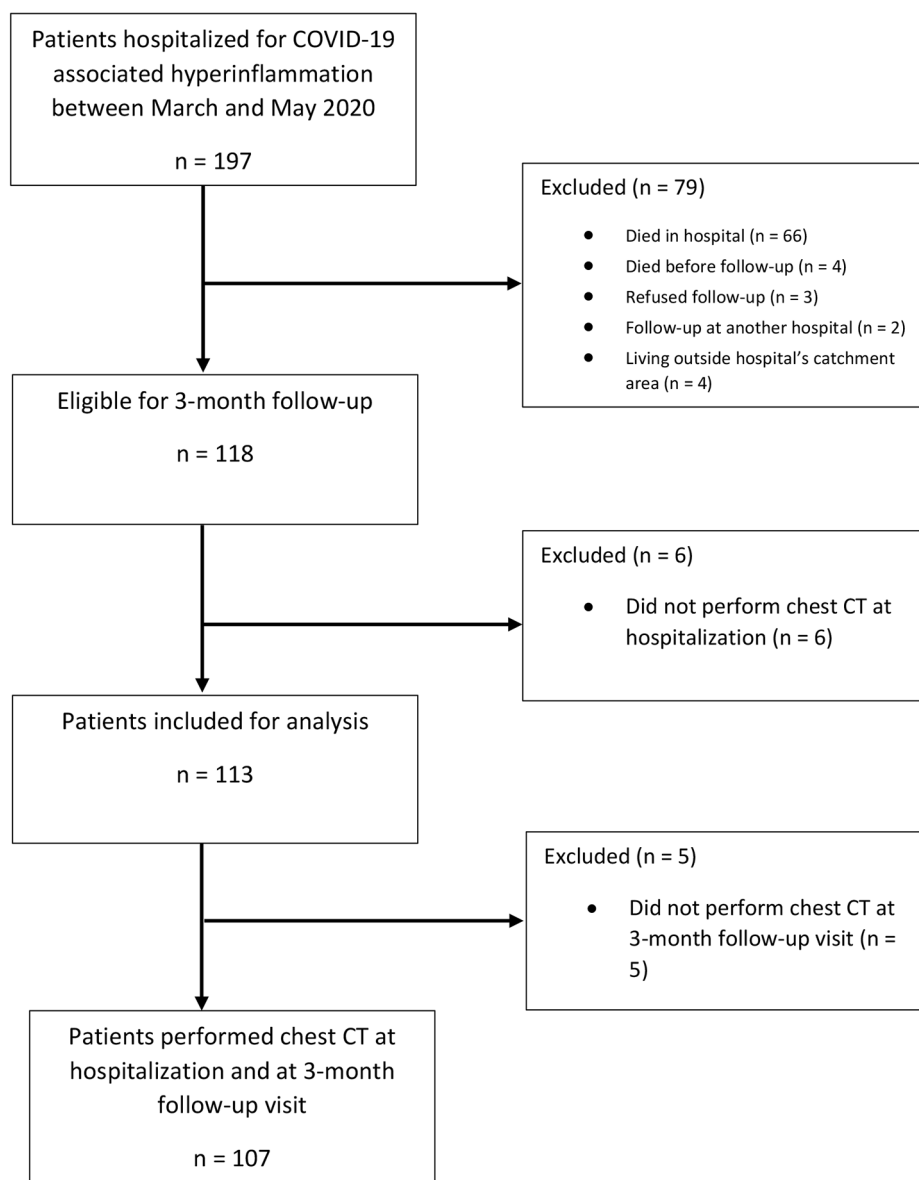 Patients hospitalized for COVID-19
associated hyperinflammation
between March and May 2020
n = 197
Excluded (n = 79)
● Died in hospital (n = 66)
● Died before follow-up (n = 4)
● Refused follow-up (n = 3)
● Follow-up at another hospital (n = 2)
● Living outside hospital’s catchment
area (n = 4)
Eligible for 3-month follow-up
n = 118
Excluded (n = 6)
● Did not perform chest CT at
hospitalization (n = 6)
Patients included for analysis
n = 113
Excluded (n = 5)
● Did not perform chest CT at
3-month follow-up visit (n =
5)
Patients performed chest CT at
hospitalization and at 3-month
follow-up visit
n = 107